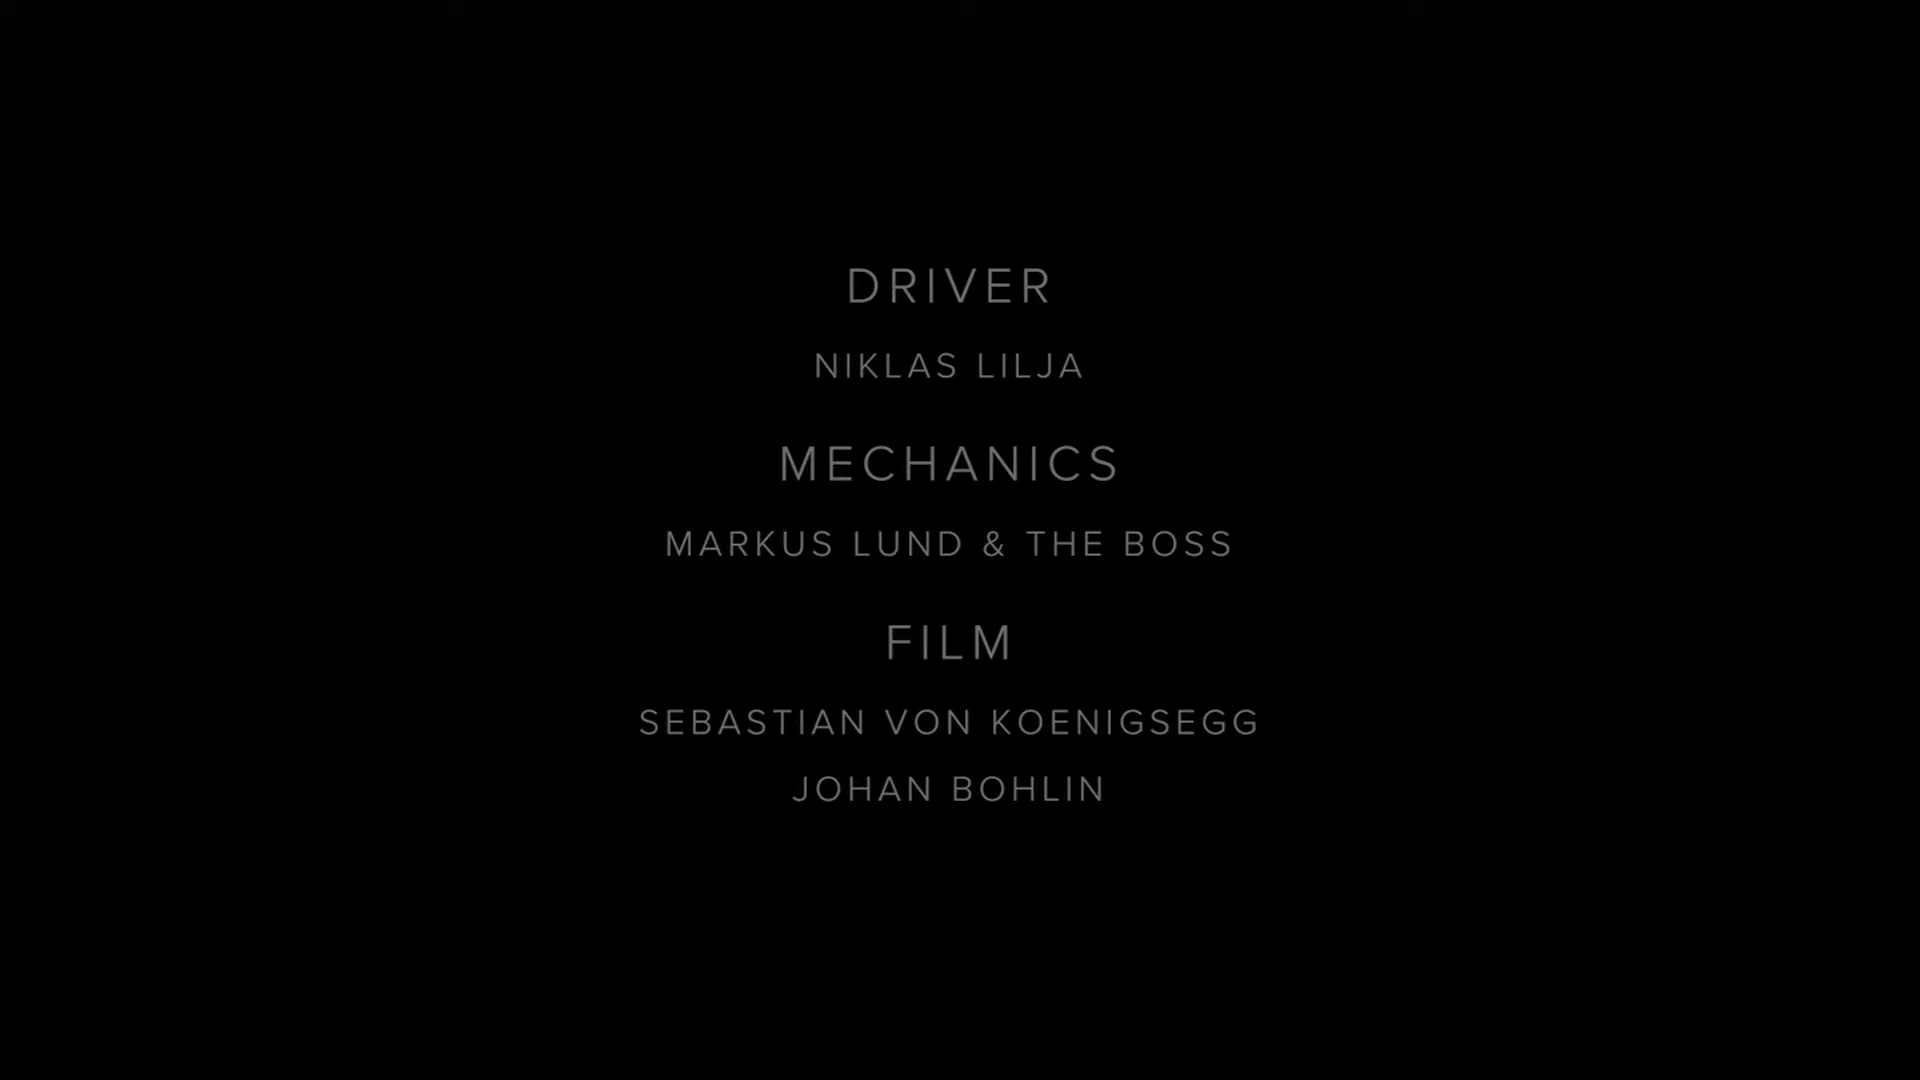 DRIVER
NIKLAS LILJA
MECHANICS
MARKUS LUND & THE BOSS
FILM
SEBASTIAN VON KOENIGSEGG
JOHAN BOHLIN